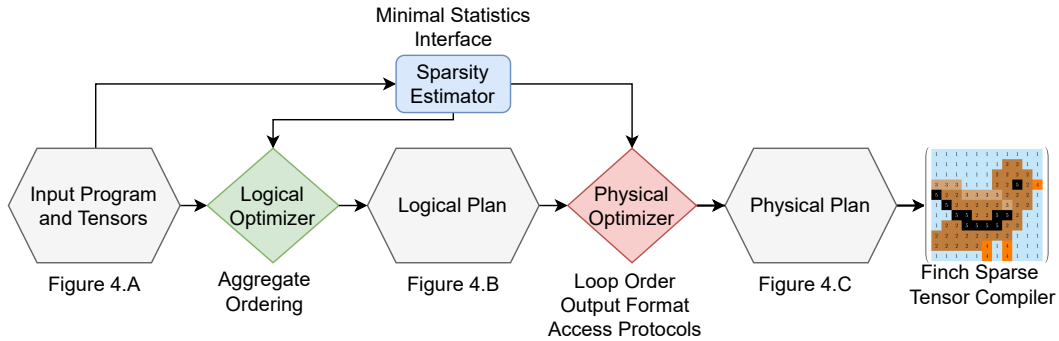 Minimal Statistics
Interface
Sparsity
Estimator
Input Program
and Tensors
Logical
Optimizer
Logical Plan
Physical
Optimizer
Physical Plan
Figure 4.A
Aggregate
Ordering
Figure 4.B
Loop Order
Output Format
Access Protocols
Figure 4.C
Finch Sparse
Tensor Compiler